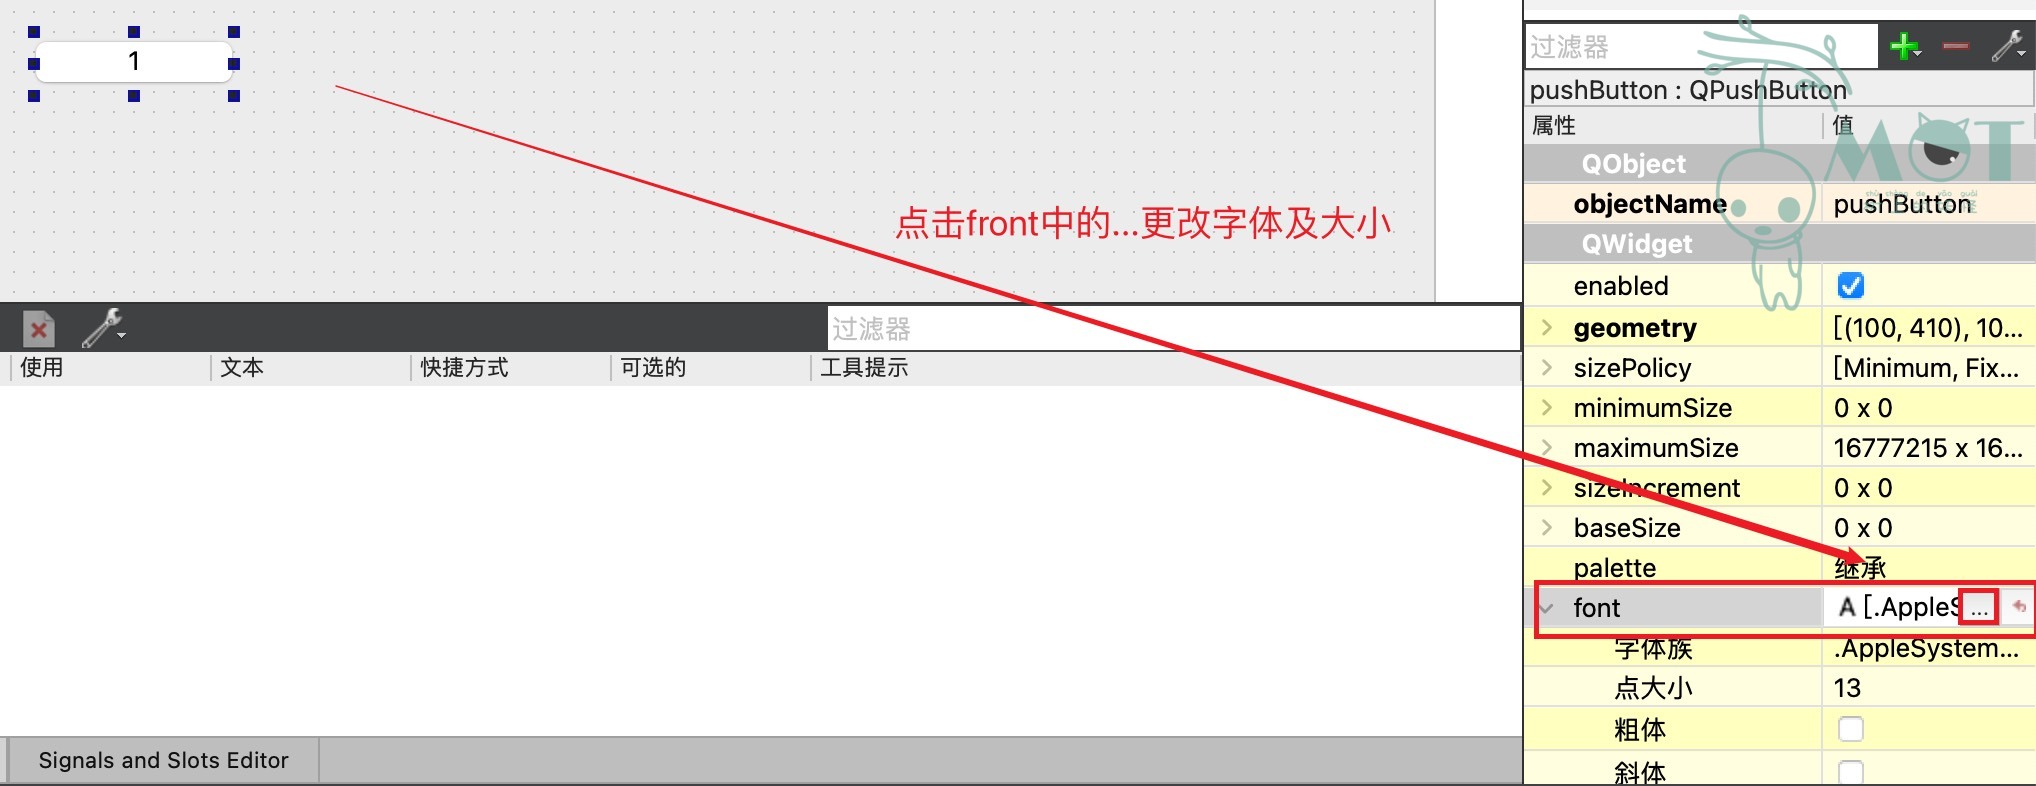 1
点击front中的...更改字体及大小
过滤器
使用 文本 快捷方式 可选的 工具提示
Signals and Slots Editor
过滤器
pushButton : QPushButton
属性 值
QObject
objectName pushButton
QWidget
enabled
geometry [(100, 410), 10...
sizePolicy [Minimum, Fix...
minimumSize 0 x 0
maximumSize 16777215 x 16...
sizeIncrement 0 x 0
baseSize 0 x 0
palette 继承
font A [.AppleS ...
字体族 .AppleSystem...
点大小 13
粗体
斜体
MOT